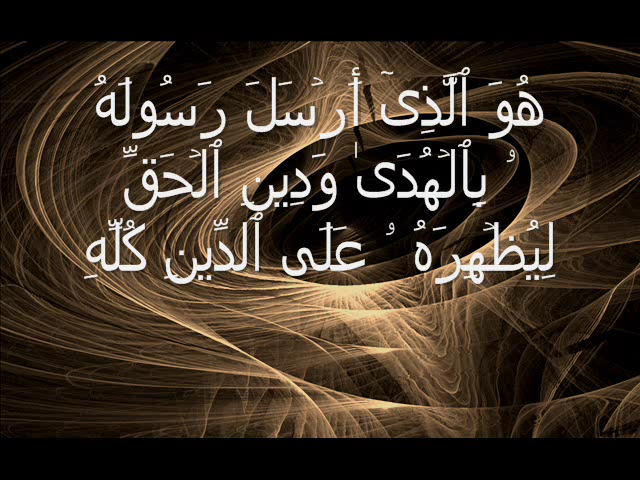 هُوَ ٱلَّذِىٓ أَرۡسَلَ رَسُولَهُ
ۥ بِٱلۡهُدَىٰ وَدِينِ ٱلۡحَقِّ
لِيُظۡهِرَهُ ۥ عَلَى ٱلدِّينِ كُلِّهِ